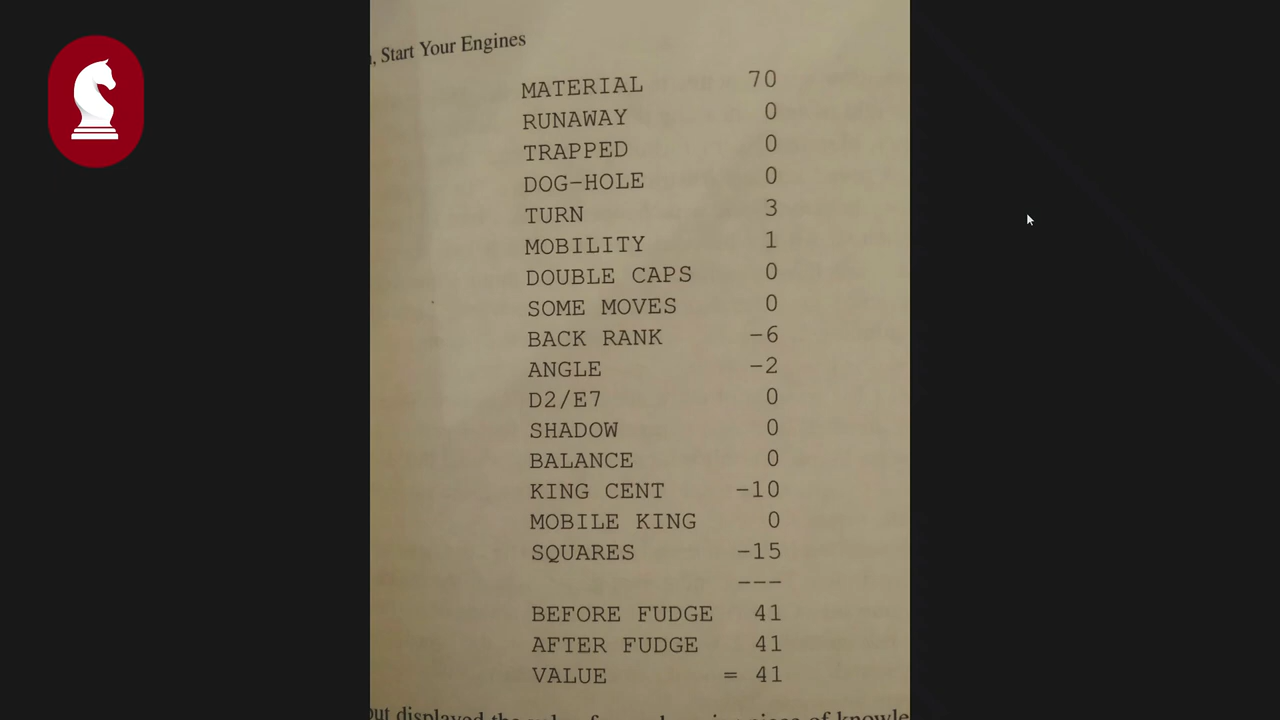 , Start Your Engines
MATERIAL 70
RUNAWAY 0
TRAPPED 0
DOG-HOLE 0
TURN 3
MOBILITY 1
DOUBLE CAPS 0
SOME MOVES 0
BACK RANK -6
ANGLE -2
D2/E7 0
SHADOW 0
BALANCE 0
KING CENT -10
MOBILE KING 0
SQUARES -15
---
BEFORE FUDGE 41
AFTER FUDGE 41
VALUE = 41
displayed the